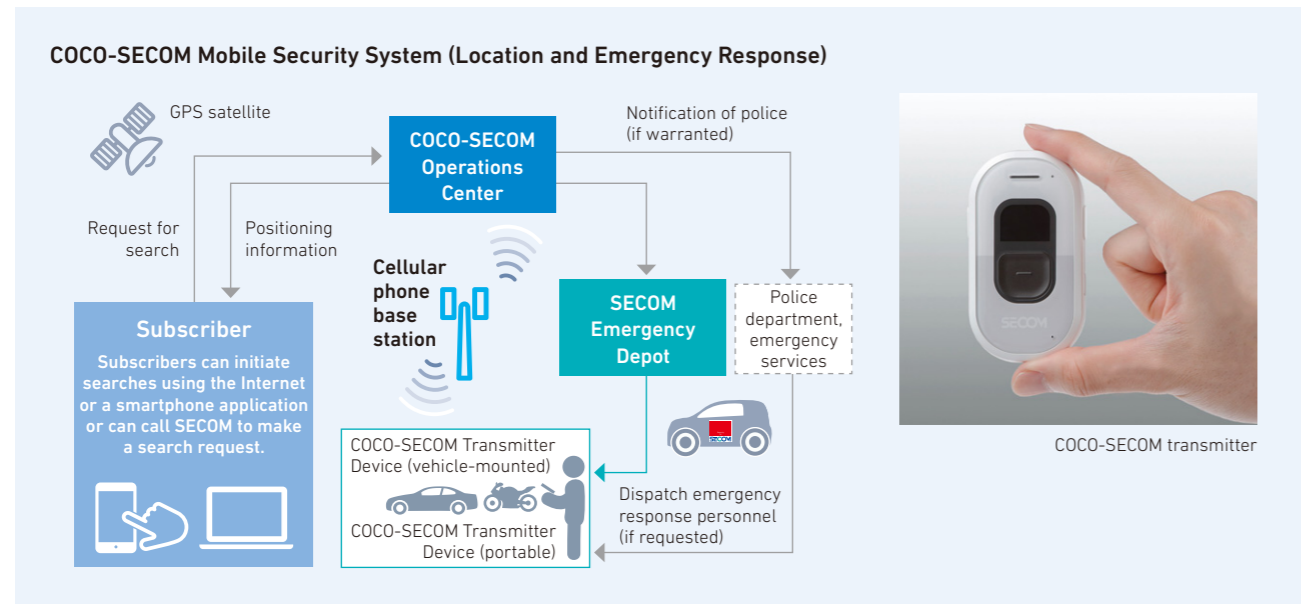 COCO-SECOM Mobile Security System (Location and Emergency Response)
GPS satellite
COCO-SECOM
Operations
Center
Notification of police
(if warranted)
Request for
search
Positioning
information
Cellular
phone
base
station
Subscriber
Subscribers can initiate
searches using the Internet
or a smartphone application
or can call SECOM to make
a search request.
SECOM
Emergency
Depot
Police
department,
emergency
services
SECOM
COCO-SECOM Transmitter
Device (vehicle-mounted)
COCO-SECOM Transmitter
Device (portable)
Dispatch emergency
response personnel
(if requested)
SECOM
COCO-SECOM transmitter